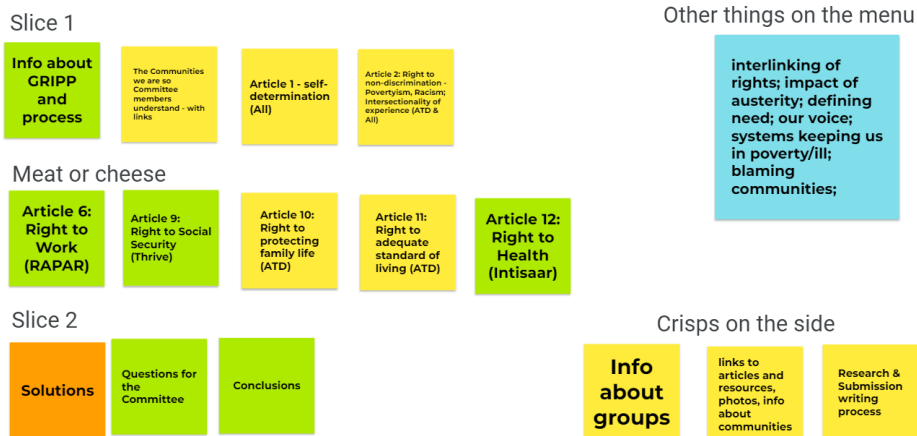 Slice 1
Info about
GRIPP
and
process
The Communities
we are so
Committee
members
understand - with
links
Article 1 - self-
determination
(All)
Article 2: Right to
non-discrimination -
Povertyism, Racism;
Intersectionality of
experience (ATD &
All)
Other things on the menu
interlinking of
rights; impact of
austerity; defining
need; our voice;
systems keeping us
in poverty/ill;
blaming
communities;
Meat or cheese
Article 6:
Right to
Work
(RAPAR)
Article 9:
Right to Social
Security
(Thrive)
Article 10:
Right to
protecting
family life
(ATD)
Article 11:
Right to
adequate
standard of
living (ATD)
Article 12:
Right to
Health
(Intisaar)
Slice 2
Solutions
Questions for
the
Committee
Conclusions
Crisps on the side
Info
about
groups
links to
articles and
resources,
photos, info
about
communities
Research &
Submission
writing
process